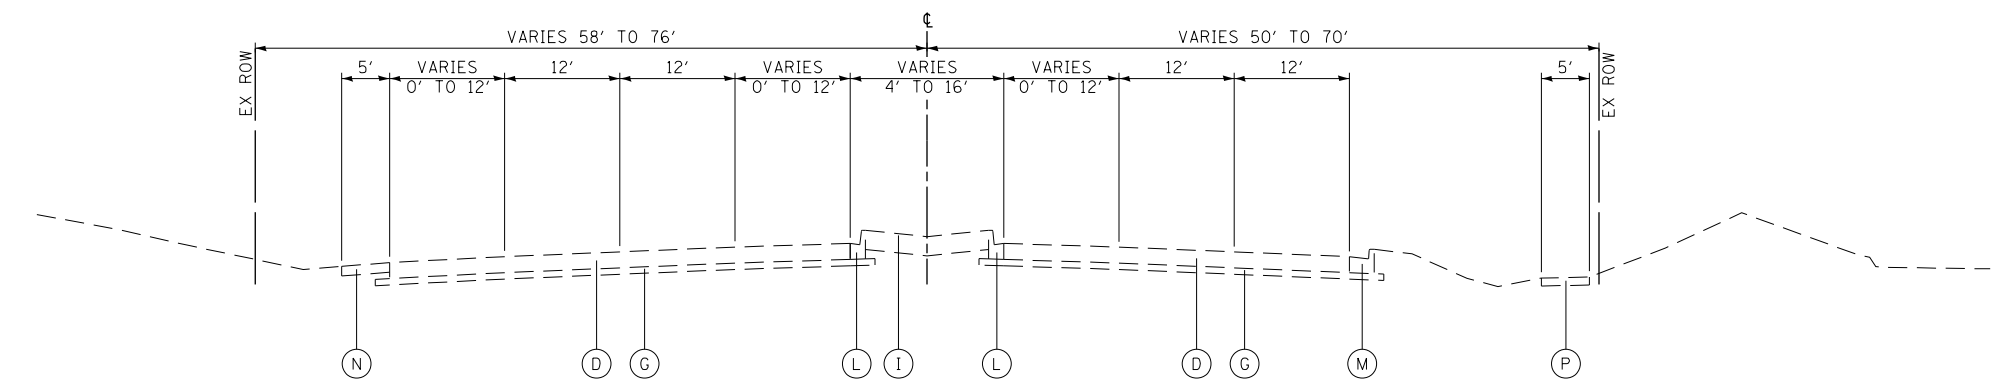 ℄
VARIES 58' TO 76'
VARIES 50' TO 70'
EX ROW
5'
VARIES
0' TO 12'
12'
12'
VARIES
0' TO 12'
VARIES
4' TO 16'
VARIES
0' TO 12'
12'
12'
5'
EX ROW
N
D
G
L
I
L
D
G
M
P